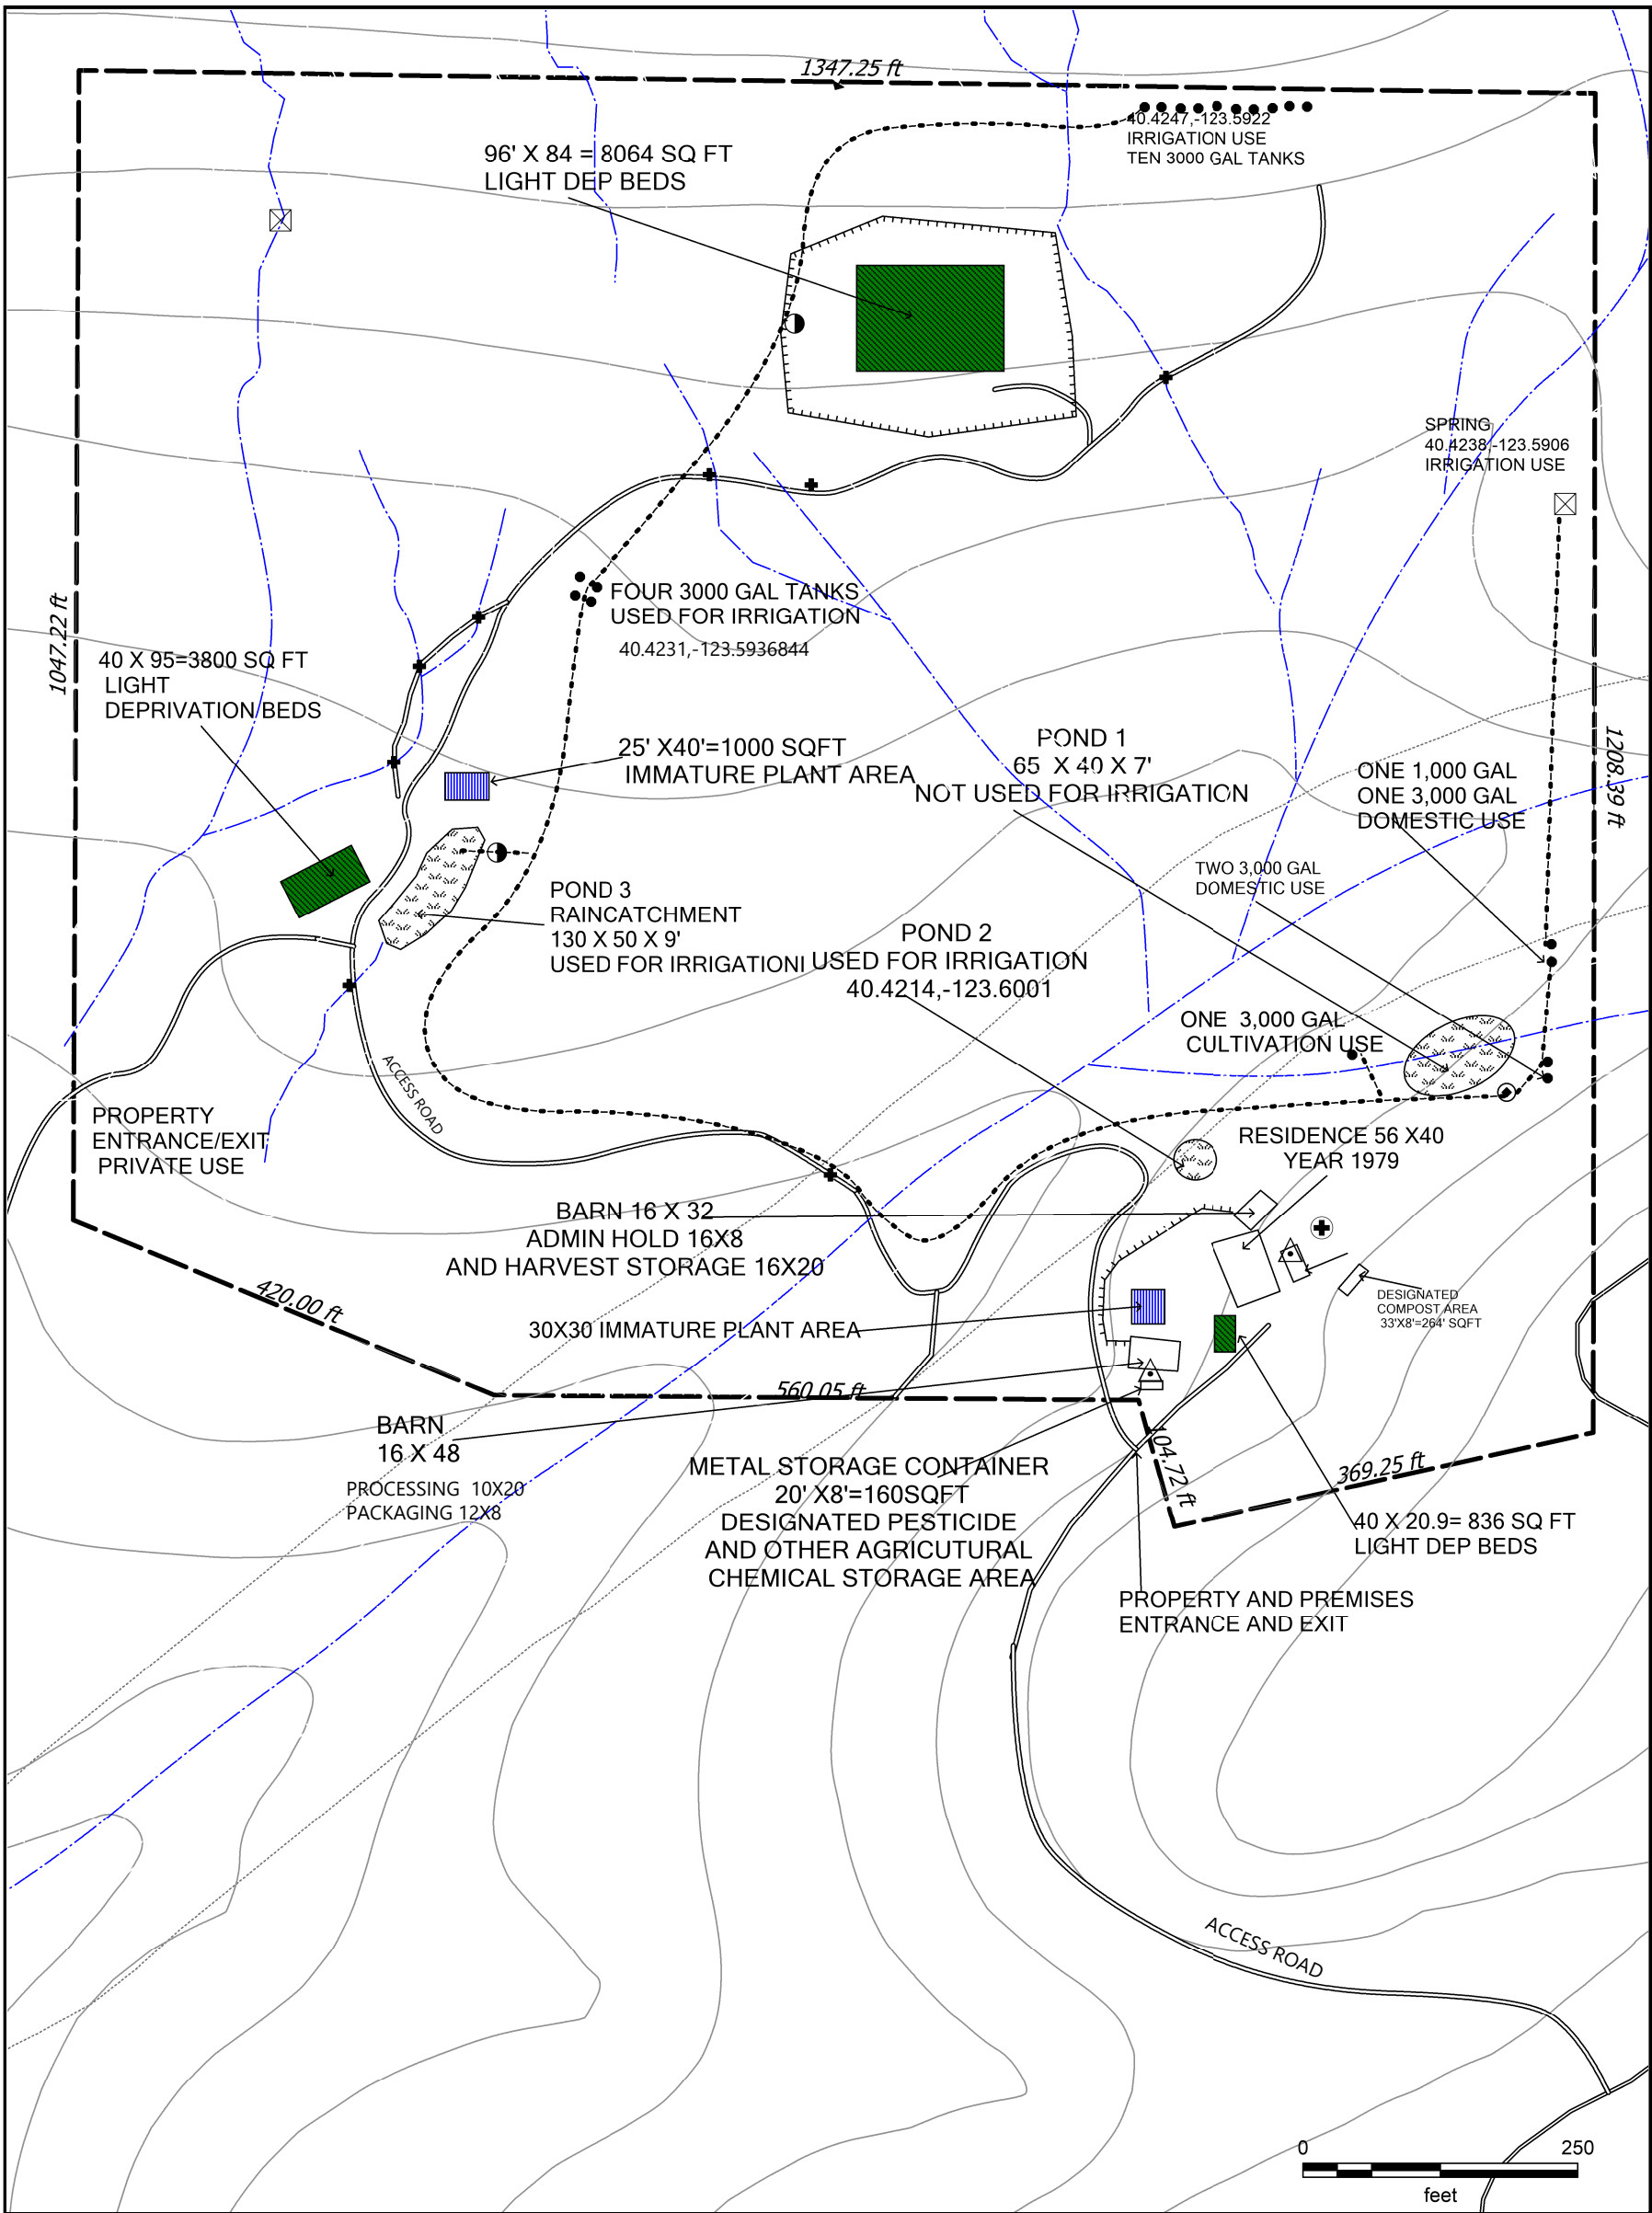 1347.25 ft
40.4247,-123.5922
IRRIGATION USE
TEN 3000 GAL TANKS
96' X 84 = 8064 SQ FT
LIGHT DEP BEDS
SPRING
40.4238,-123.5906
IRRIGATION USE
1047.22 ft
FOUR 3000 GAL TANKS
USED FOR IRRIGATION
40.4231,-123.5936844
40 X 95=3800 SQ FT
LIGHT
DEPRIVATION BEDS
25' X40'=1000 SQFT
IMMATURE PLANT AREA
POND 1
65 X 40 X 7'
NOT USED FOR IRRIGATION
1208.39 ft
ONE 1,000 GAL
ONE 3,000 GAL
DOMESTIC USE
TWO 3,000 GAL
DOMESTIC USE
POND 3
RAINCATCHMENT
130 X 50 X 9'
USED FOR IRRIGATIONI
POND 2
USED FOR IRRIGATION
40.4214,-123.6001
ONE 3,000 GAL
CULTIVATION USE
ACCESS ROAD
PROPERTY
ENTRANCE/EXIT
PRIVATE USE
RESIDENCE 56 X40
YEAR 1979
BARN 16 X 32
ADMIN HOLD 16X8
AND HARVEST STORAGE 16X20
420.00 ft
DESIGNATED
COMPOST AREA
33'X8'=264' SQFT
30X30 IMMATURE PLANT AREA
560.05 ft
BARN
16 X 48
PROCESSING 10X20
PACKAGING 12X8
METAL STORAGE CONTAINER
20' X8'=160SQFT
DESIGNATED PESTICIDE
AND OTHER AGRICUTURAL
CHEMICAL STORAGE AREA
104.72 ft
369.25 ft
40 X 20.9= 836 SQ FT
LIGHT DEP BEDS
PROPERTY AND PREMISES
ENTRANCE AND EXIT
ACCESS ROAD
0 250
feet